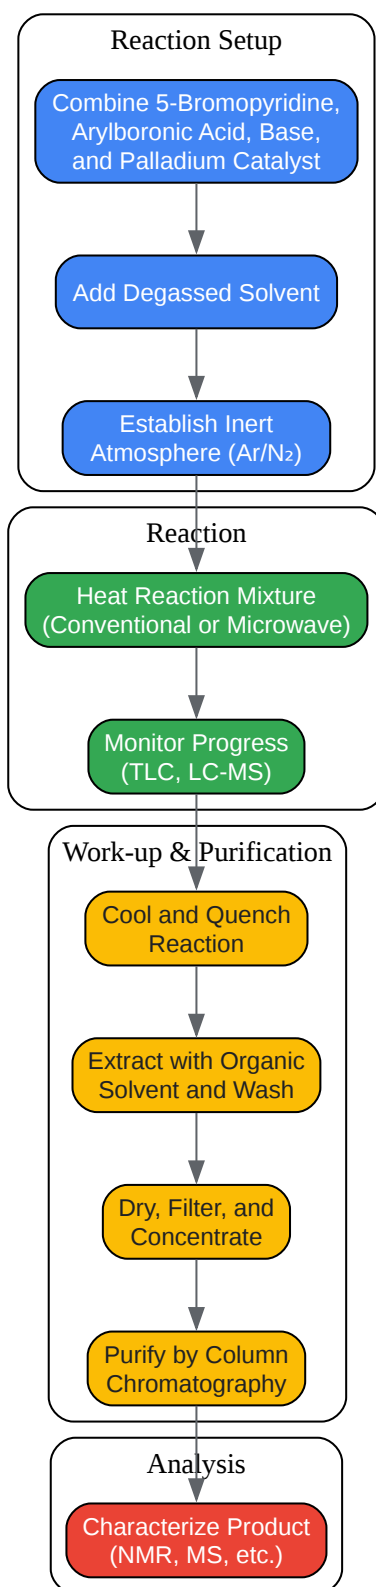 Reaction Setup
Combine 5-Bromopyridine,
Arylboronic Acid, Base,
and Palladium Catalyst
Add Degassed Solvent
Establish Inert
Atmosphere (Ar/N₂)
Reaction
Heat Reaction Mixture
(Conventional or Microwave)
Monitor Progress
(TLC, LC-MS)
Work-up & Purification
Cool and Quench
Reaction
Extract with Organic
Solvent and Wash
Dry, Filter, and
Concentrate
Purify by Column
Chromatography
Analysis
Characterize Product
(NMR, MS, etc.)